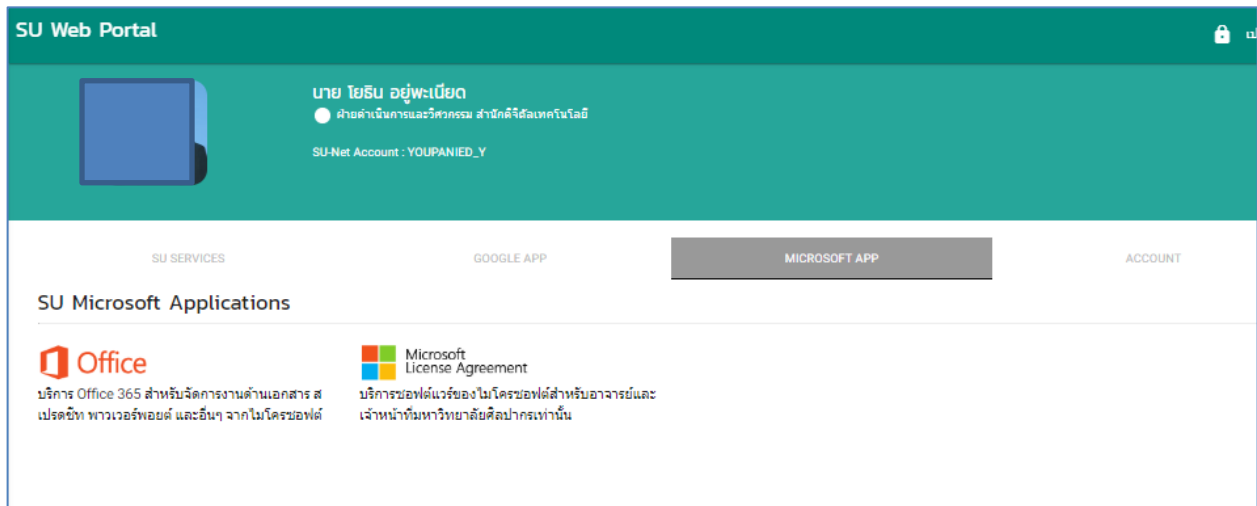 SU Web Portal
นาย โยธิน อยู่พะเนียด
ฝ่ายดำเนินการและวิศวกรรม สำนักดิจิตัลเทคโนโลยี
SU-Net Account : YOUPANIED_Y
SU SERVICES
GOOGLE APP
MICROSOFT APP
ACCOUNT
SU Microsoft Applications
Office
Microsoft
License Agreement
บริการ Office 365 สำหรับจัดการงานด้านเอกสาร ส
เปรดชีท พาวเวอร์พอยต์ และอื่นๆ จากไมโครซอฟต์
บริการซอฟต์แวร์ของไมโครซอฟต์สำหรับอาจารย์และ
เจ้าหน้าที่มหาวิทยาลัยศิลปากรเท่านั้น